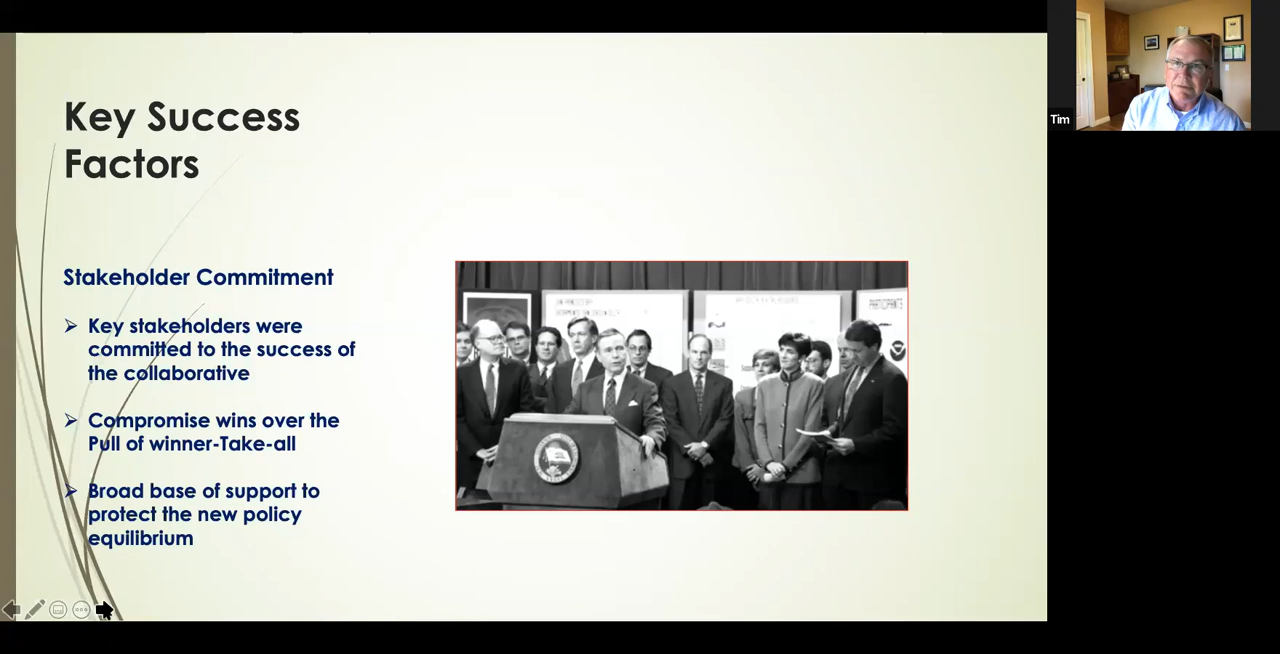 Key Success
Factors
Stakeholder Commitment
Key stakeholders were
committed to the success of
the collaborative
Compromise wins over the
Pull of winner-Take-all
Broad base of support to
protect the new policy
equilibrium
Tim